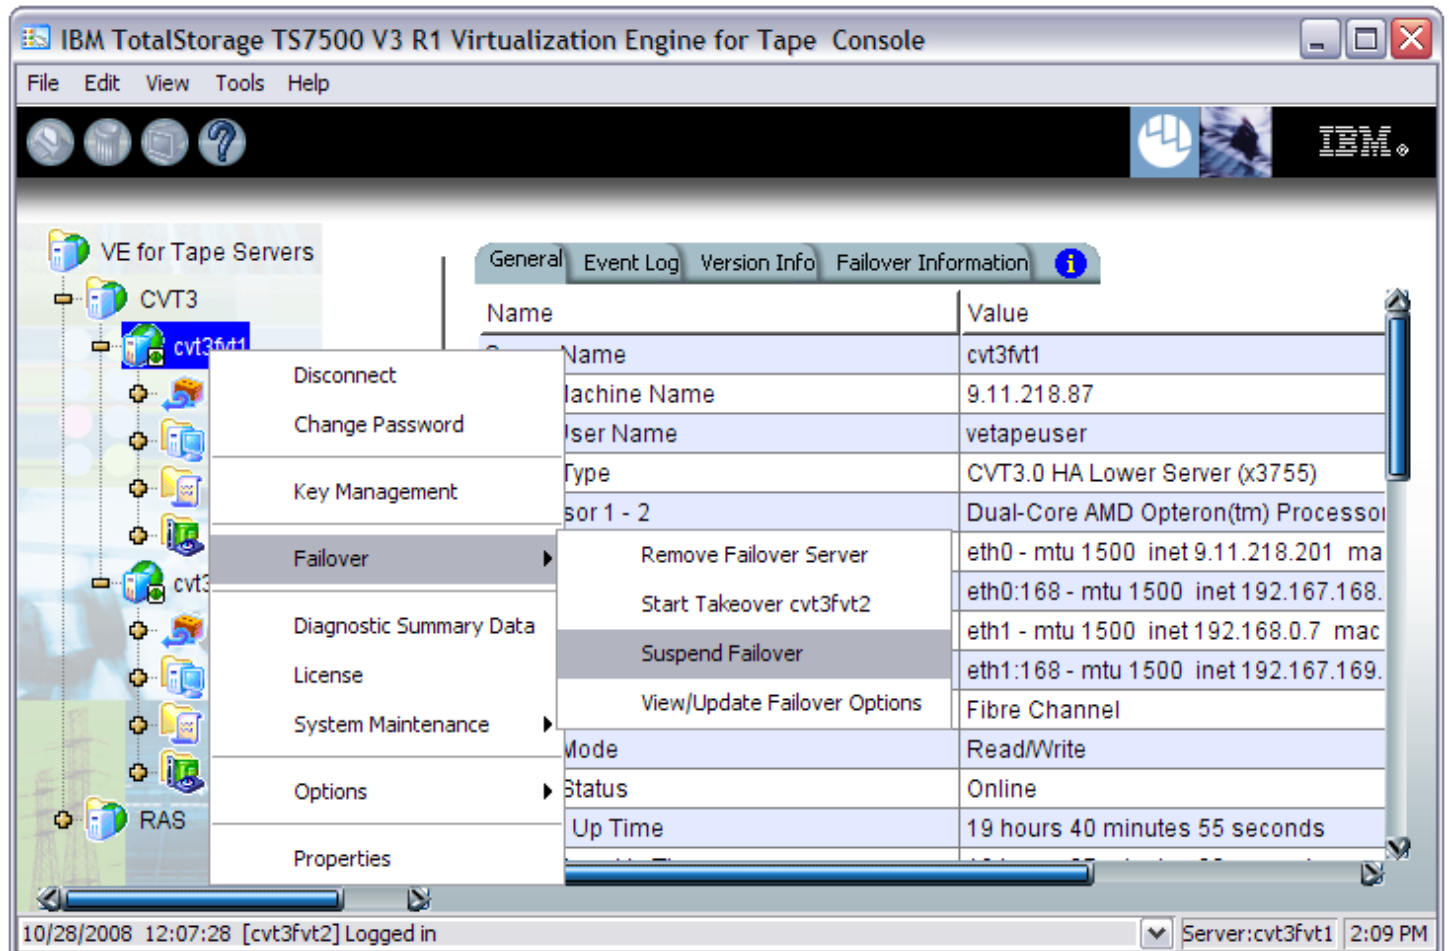 IBM TotalStorage TS7500 V3 R1 Virtualization Engine for Tape Console
File Edit View Tools Help
IBM
VE for Tape Servers
CVT3
cvt3fvt1
cvt3
RAS
Disconnect
Change Password
Key Management
Failover
Diagnostic Summary Data
License
System Maintenance
Options
Properties
Remove Failover Server
Start Takeover cvt3fvt2
Suspend Failover
View/Update Failover Options
General Event Log Version Info Failover Information
Name Value
Name cvt3fvt1
Machine Name 9.11.218.87
User Name vetapeuser
Type CVT3.0 HA Lower Server (x3755)
sor 1 - 2 Dual-Core AMD Opteron(tm) Processor
eth0 - mtu 1500 inet 9.11.218.201 ma
eth0:168 - mtu 1500 inet 192.167.168.
eth1 - mtu 1500 inet 192.168.0.7 mac
eth1:168 - mtu 1500 inet 192.167.169.
Fibre Channel
Mode Read/Write
Status Online
Up Time 19 hours 40 minutes 55 seconds
10/28/2008 12:07:28 [cvt3fvt2] Logged in
Server:cvt3fvt1 2:09 PM